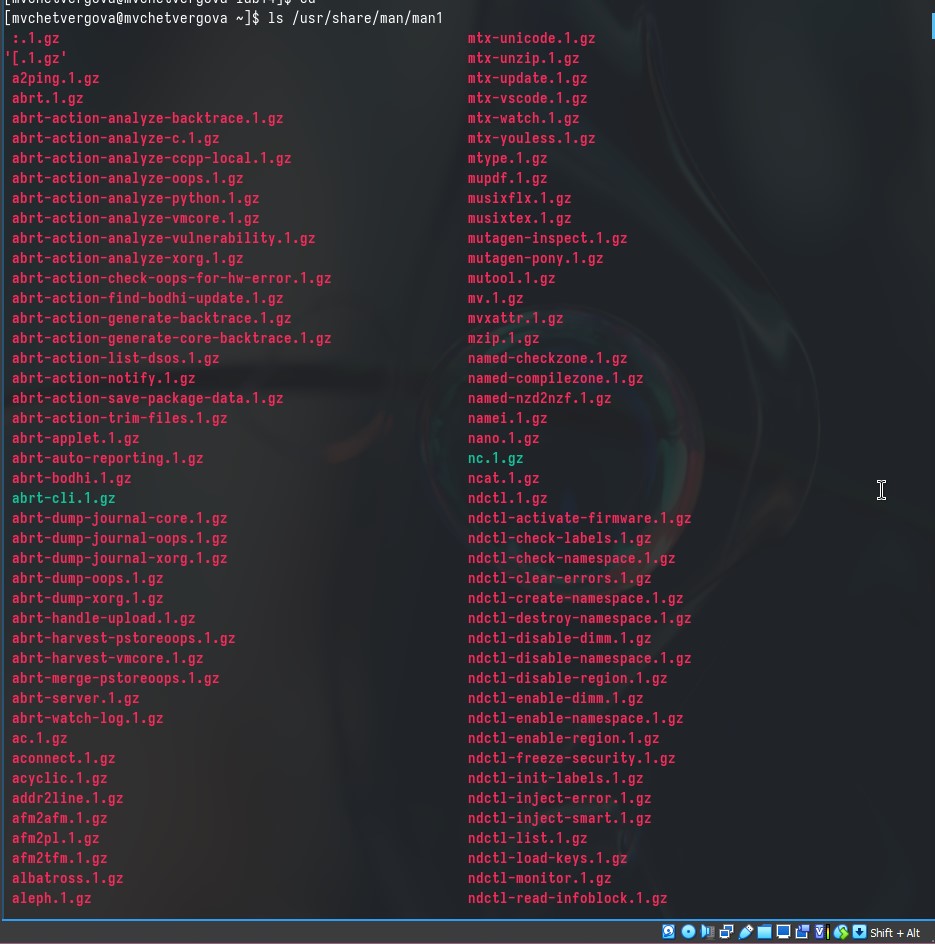 [mvchetvergova@mvchetvergova ~]$ ls /usr/share/man/man1
:.1.gz
'[.1.gz'
a2ping.1.gz
abrt.1.gz
abrt-action-analyze-backtrace.1.gz
abrt-action-analyze-c.1.gz
abrt-action-analyze-ccpp-local.1.gz
abrt-action-analyze-oops.1.gz
abrt-action-analyze-python.1.gz
abrt-action-analyze-vmcore.1.gz
abrt-action-analyze-vulnerability.1.gz
abrt-action-analyze-xorg.1.gz
abrt-action-check-oops-for-hw-error.1.gz
abrt-action-find-bodhi-update.1.gz
abrt-action-generate-backtrace.1.gz
abrt-action-generate-core-backtrace.1.gz
abrt-action-list-dsos.1.gz
abrt-action-notify.1.gz
abrt-action-save-package-data.1.gz
abrt-action-trim-files.1.gz
abrt-applet.1.gz
abrt-auto-reporting.1.gz
abrt-bodhi.1.gz
abrt-cli.1.gz
abrt-dump-journal-core.1.gz
abrt-dump-journal-oops.1.gz
abrt-dump-journal-xorg.1.gz
abrt-dump-oops.1.gz
abrt-dump-xorg.1.gz
abrt-handle-upload.1.gz
abrt-harvest-pstoreoops.1.gz
abrt-harvest-vmcore.1.gz
abrt-merge-pstoreoops.1.gz
abrt-server.1.gz
abrt-watch-log.1.gz
ac.1.gz
aconnect.1.gz
acyclic.1.gz
addr2line.1.gz
afm2afm.1.gz
afm2pl.1.gz
afm2tfm.1.gz
albatross.1.gz
aleph.1.gz
mtx-unicode.1.gz
mtx-unzip.1.gz
mtx-update.1.gz
mtx-vscode.1.gz
mtx-watch.1.gz
mtx-youless.1.gz
mtype.1.gz
mupdf.1.gz
musixflx.1.gz
musixtex.1.gz
mutagen-inspect.1.gz
mutagen-pony.1.gz
mutool.1.gz
mv.1.gz
mvxattr.1.gz
mzip.1.gz
named-checkzone.1.gz
named-compilezone.1.gz
named-nzd2nzf.1.gz
namei.1.gz
nano.1.gz
nc.1.gz
ncat.1.gz
ndctl.1.gz
ndctl-activate-firmware.1.gz
ndctl-check-labels.1.gz
ndctl-check-namespace.1.gz
ndctl-clear-errors.1.gz
ndctl-create-namespace.1.gz
ndctl-destroy-namespace.1.gz
ndctl-disable-dimm.1.gz
ndctl-disable-namespace.1.gz
ndctl-disable-region.1.gz
ndctl-enable-dimm.1.gz
ndctl-enable-namespace.1.gz
ndctl-enable-region.1.gz
ndctl-freeze-security.1.gz
ndctl-init-labels.1.gz
ndctl-inject-error.1.gz
ndctl-inject-smart.1.gz
ndctl-list.1.gz
ndctl-load-keys.1.gz
ndctl-monitor.1.gz
ndctl-read-infoblock.1.gz
Shift + Alt